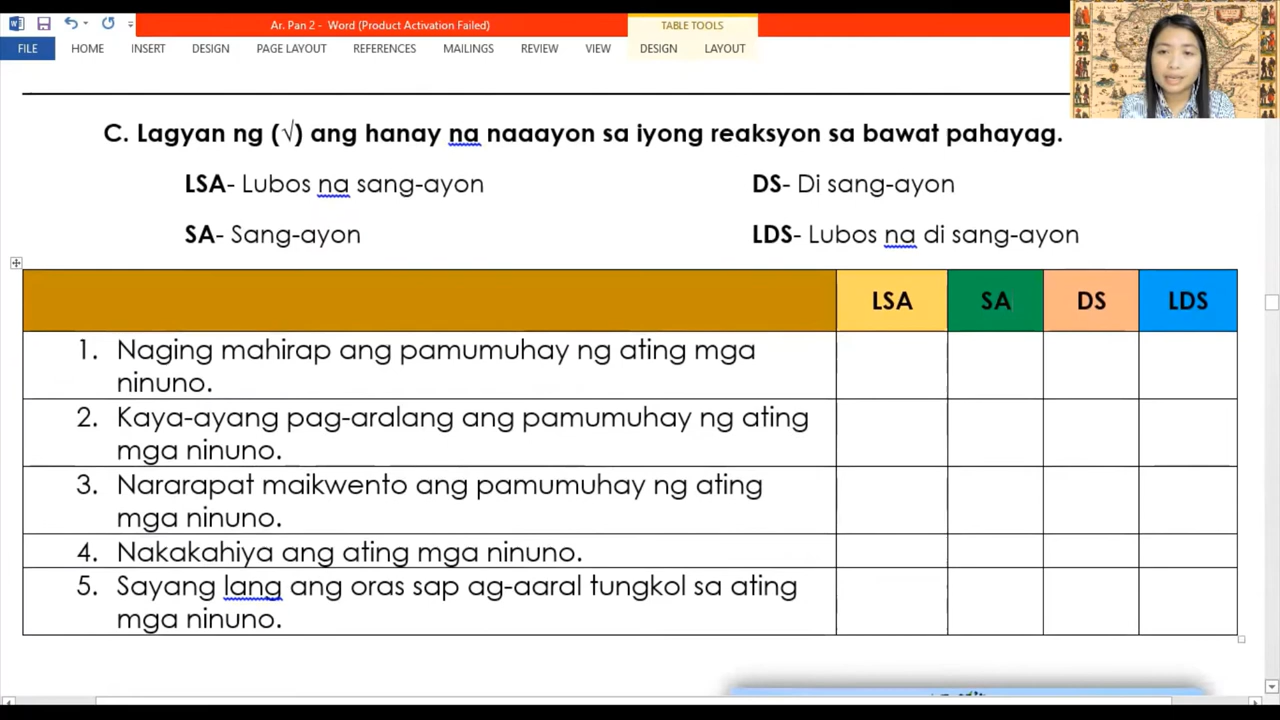 Ar. Pan 2 - Word (Product Activation Failed)
TABLE TOOLS
FILE
HOME
INSERT
DESIGN
PAGE LAYOUT
REFERENCES
MAILINGS
REVIEW
VIEW
DESIGN
LAYOUT
C. Lagyan ng (√) ang hanay na naaayon sa iyong reaksyon sa bawat pahayag.
LSA- Lubos na sang-ayon
DS- Di sang-ayon
SA- Sang-ayon
LDS- Lubos na di sang-ayon
LSA
SA
DS
LDS
1. Naging mahirap ang pamumuhay ng ating mga
ninuno.
2. Kaya-ayang pag-aralang ang pamumuhay ng ating
mga ninuno.
3. Nararapat maikwento ang pamumuhay ng ating
mga ninuno.
4. Nakakahiya ang ating mga ninuno.
5. Sayang lang ang oras sap ag-aaral tungkol sa ating
mga ninuno.